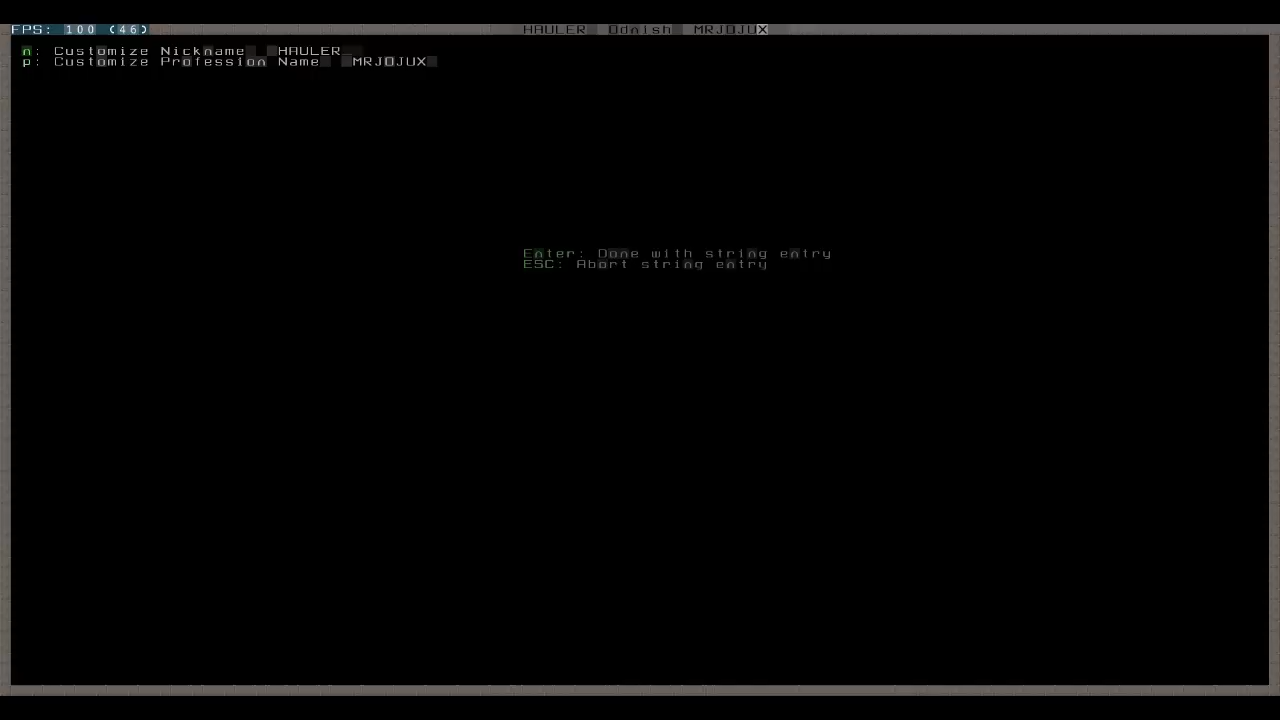 FPS: 100 (46)
HAULER Odnish MRJOJUX
n: Customize Nickname HAULER_
p: Customize Profession Name MRJOJUX
Enter: Done with string entry
ESC: Abort string entry